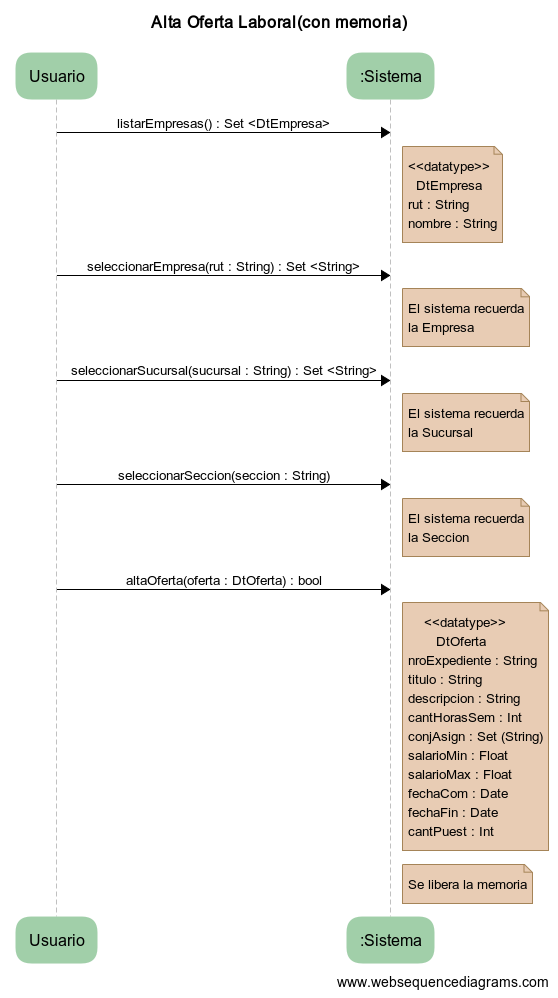 Alta Oferta Laboral(con memoria)
Usuario
:Sistema
listarEmpresas() : Set <DtEmpresa>
<<datatype>>
DtEmpresa
rut : String
nombre : String
seleccionarEmpresa(rut : String) : Set <String>
El sistema recuerda
la Empresa
seleccionarSucursal(sucursal : String) : Set <String>
El sistema recuerda
la Sucursal
seleccionarSeccion(seccion : String)
El sistema recuerda
la Seccion
altaOferta(oferta : DtOferta) : bool
<<datatype>>
DtOferta
nroExpediente : String
titulo : String
descripcion : String
cantHorasSem : Int
conjAsign : Set (String)
salarioMin : Float
salarioMax : Float
fechaCom : Date
fechaFin : Date
cantPuest : Int
Se libera la memoria
Usuario
:Sistema
www.websequencediagrams.com